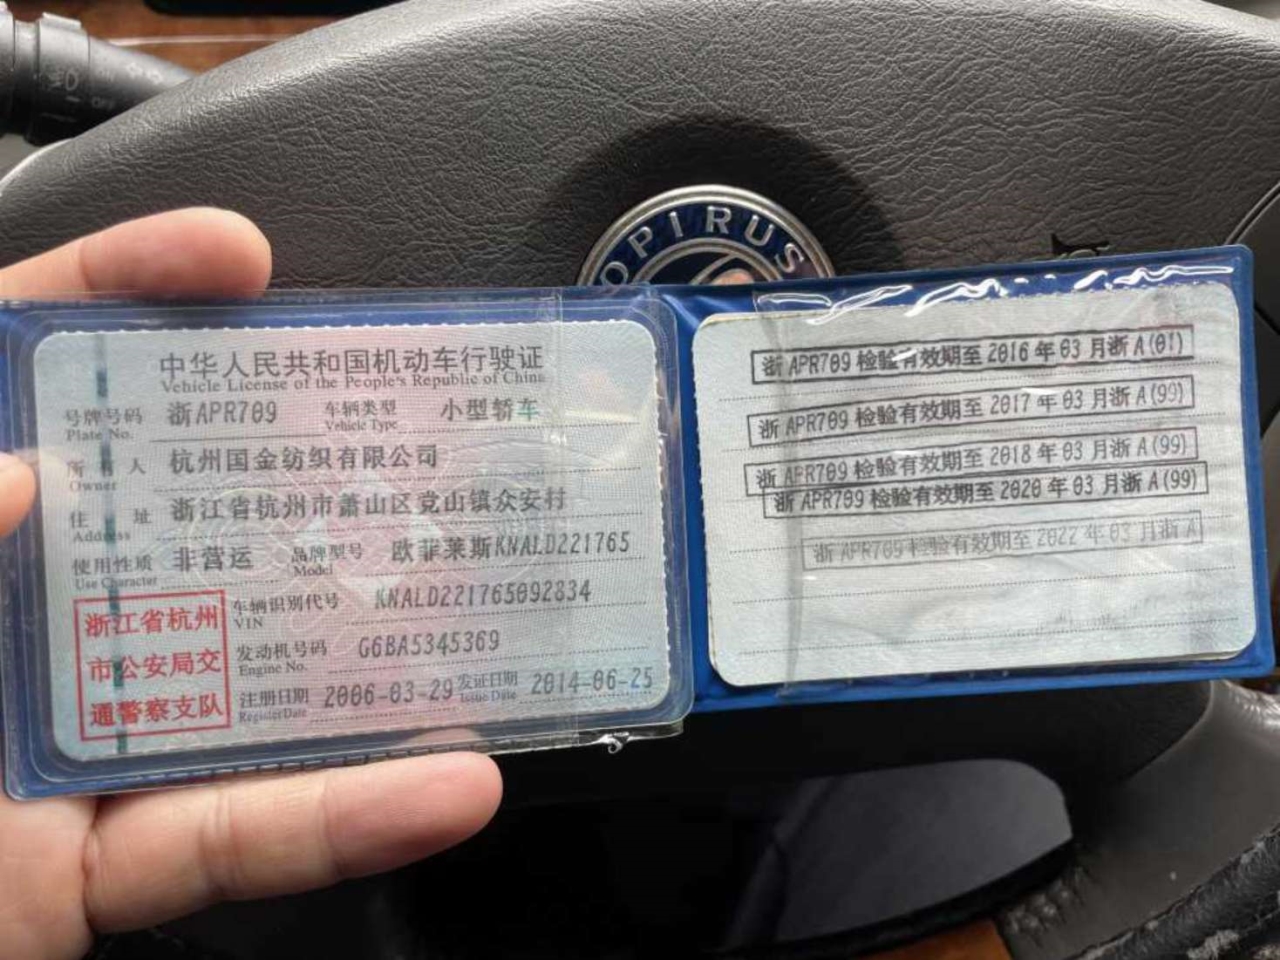 OPIRUS
OFF
中华人民共和国机动车行驶证
Vehicle License of the People's Republic of China
号牌号码 浙APR709 车辆类型 小型轿车
Plate No. Vehicle Type
所有人 杭州国金纺织有限公司
Owner
住址 浙江省杭州市萧山区党山镇众安村
Address
使用性质 非营运 品牌型号 欧菲莱斯KNALD221765
Use Character Model
浙江省杭州
市公安局交
通警察支队
车辆识别代号 KNALD221765092834
VIN
发动机号码 G6BA5345369
Engine No.
注册日期 2006-03-29 发证日期 2014-06-25
Register Date Issue Date
浙APR709检验有效期至2016年03月浙A(01)
浙APR709检验有效期至2017年03月浙A(99)
浙APR709检验有效期至2018年03月浙A(99)
浙APR709检验有效期至2020年03月浙A(99)
浙APR709检验有效期至2022年03月浙A